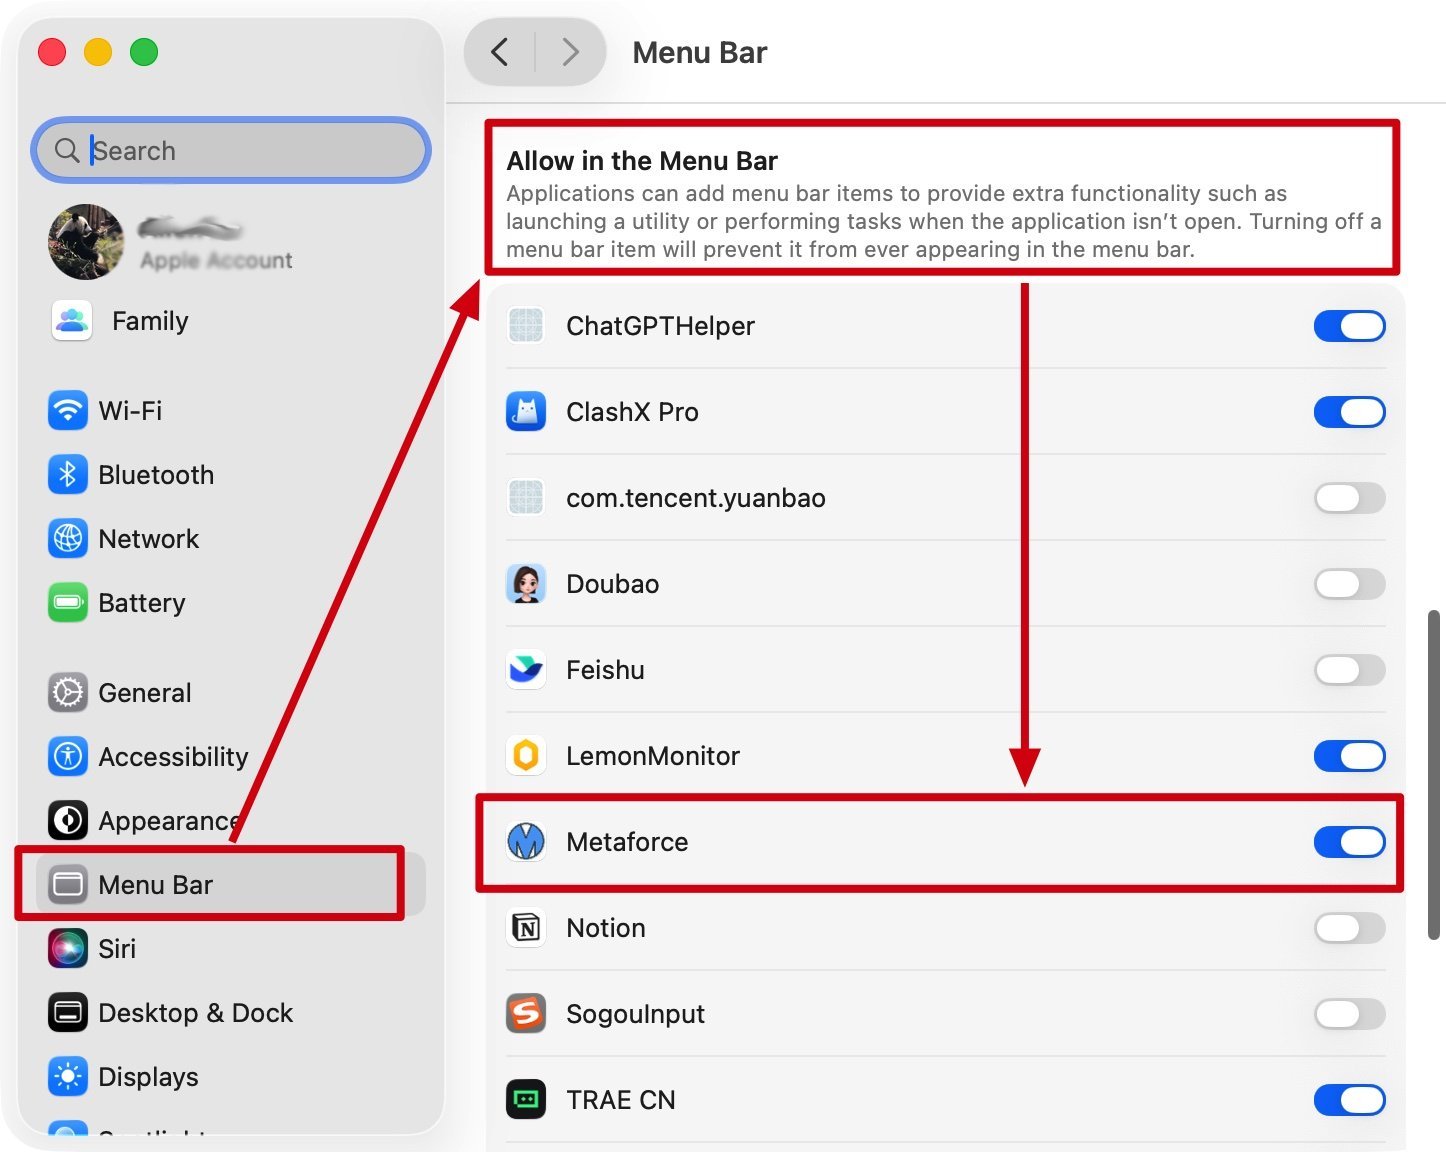 Menu Bar
Search
Apple Account
Family
Wi-Fi
Bluetooth
Network
Battery
General
Accessibility
Appearance
Menu Bar
Siri
Desktop & Dock
Displays
Allow in the Menu Bar
Applications can add menu bar items to provide extra functionality such as
launching a utility or performing tasks when the application isn't open. Turning off a
menu bar item will prevent it from ever appearing in the menu bar.
ChatGPTHelper
ClashX Pro
com.tencent.yuanbao
Doubao
Feishu
LemonMonitor
Metaforce
Notion
SogouInput
TRAE CN